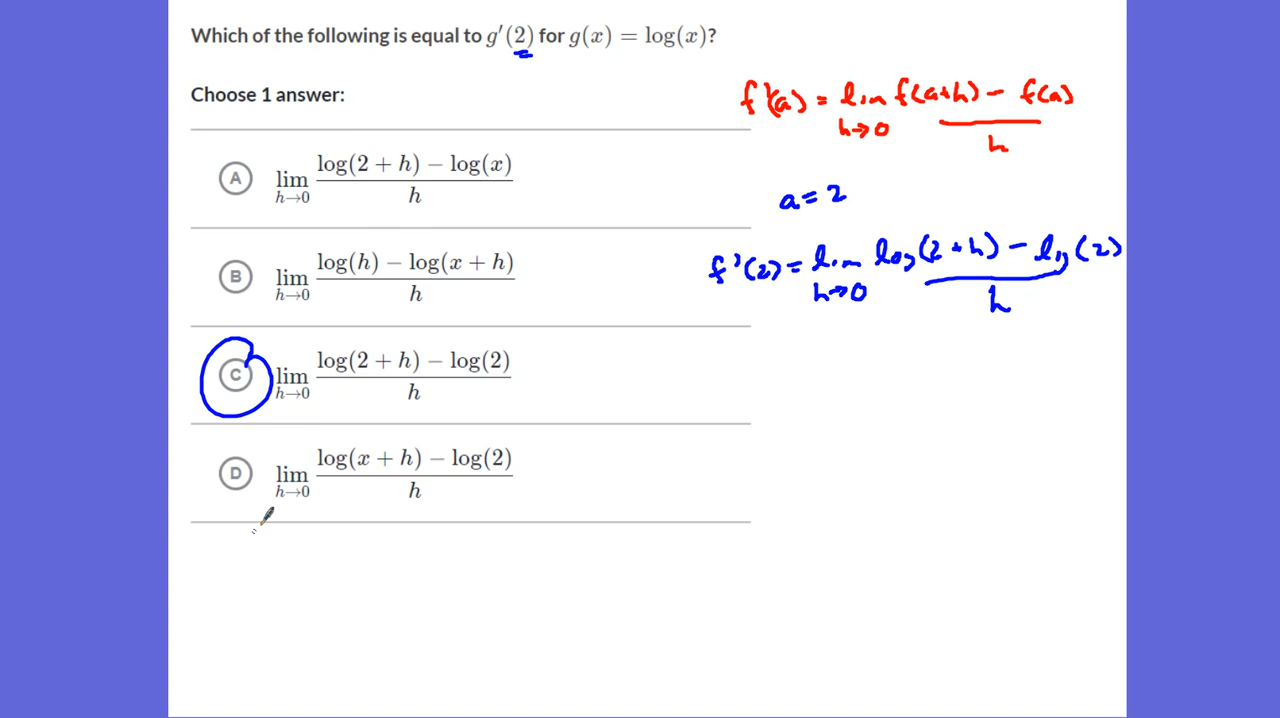 Which of the following is equal to g′(2) for g(x) = log(x)?
Choose 1 answer:
A lim h→0 log(2 + h) − log(x) / h
B lim h→0 log(h) − log(x + h) / h
C lim h→0 log(2 + h) − log(2) / h
D lim h→0 log(x + h) − log(2) / h
f'(a) = lim h→0 f(a+h) − f(a) / h
a = 2
f'(2) = lim h→0 log(2+h) − log(2) / h